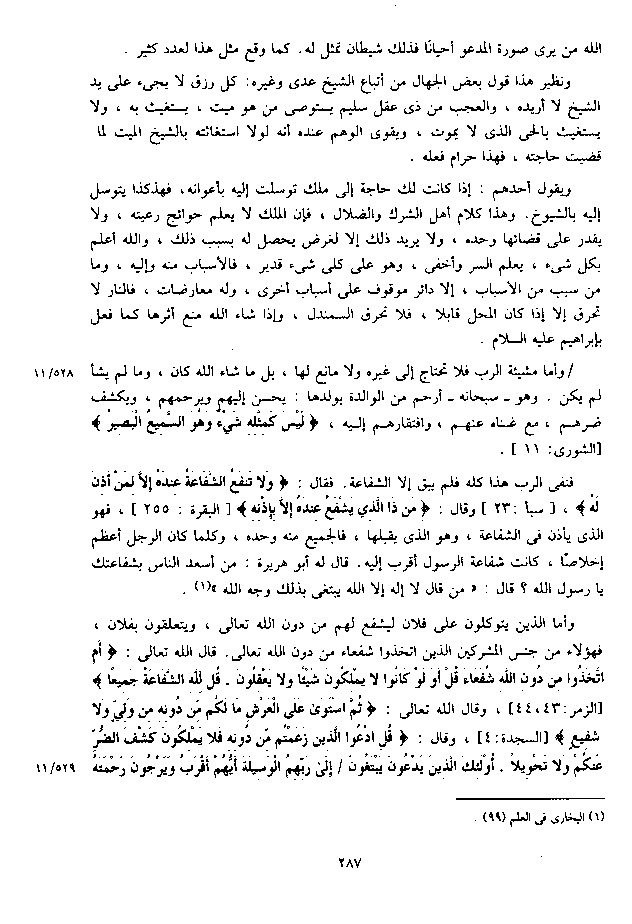 الله من يرى صورة المدعو أحيانًا فذلك شيطان تمثل له . كما وقع مثل هذا لعدد كثير .
ونظير هذا قول بعض الجهال من أتباع الشيخ عدى وغيره: كل رزق لا يجىء على يد
الشيخ لا أريده ، والعجب من ذى عقل سليم يستوصى من هو ميت ، يستغيث به ، ولا
يستغيث بالحى الذى لا يموت ، ويقوى الوهم عنده أنه لولا استغاثته بالشيخ الميت لما
قضيت حاجته ، فهذا حرام فعله .
ويقول أحدهم : إذا كانت لك حاجة إلى ملك توسلت إليه بأعوانه، فهكذا يتوسل
إليه بالشيوخ. وهذا كلام أهل الشرك والضلال ، فإن الملك لا يعلم حوائج رعيته ، ولا
يقدر على قضائها وحده ، ولا يريد ذلك إلا لغرض يحصل له بسبب ذلك ، والله أعلم
بكل شىء ، يعلم السر وأخفى ، وهو على كلى شىء قدير ، فالأسباب منه وإليه ، وما
من سبب من الأسباب ، إلا دائر موقوف على أسباب أخرى ، وله معارضات ، فالنار لا
تحرق إلا إذا كان المحل قابلا ، فلا تحرق السمندل ، وإذا شاء الله منع أثرها كما فعل
بإبراهيم عليه السلام .
١١/٥٢٨ / وأما مشيئة الرب فلا تحتاج إلى غيره ولا مانع لها ، بل ما شاء الله كان ، وما لم يشأ
لم يكن . وهو ـ سبحانه ـ أرحم من الوالدة بولدها : يحسن إليهم ويرحمهم ، ويكشف
ضرهم ، مع غناه عنهم ، وافتقارهم إليه ، ﴿ لَيْسَ كَمِثْلِهِ شَيْءٌ وَهُوَ السَّمِيعُ الْبَصِيرُ ﴾
[الشورى: ١١ ] .
فنفى الرب هذا كله فلم يبق إلا الشفاعة. فقال : ﴿ وَلَا تَنفَعُ الشَّفَاعَةُ عِندَهُ إِلاَّ لِمَنْ أَذِنَ
لَهُ ﴾ ، [ سبأ :٢٣ ] وقال : ﴿ مَن ذَا الَّذِي يَشْفَعُ عِندَهُ إِلاَّ بِإِذْنِهِ ﴾ [ البقرة : ٢٥٥ ] ، فهو
الذى يأذن فى الشفاعة ، وهو الذى يقبلها ، فالجميع منه وحده ، وكلما كان الرجل أعظم
إخلاصًا ، كانت شفاعة الرسول أقرب إليه. قال له أبو هريرة : من أسعد الناس بشفاعتك
يا رسول الله ؟ قال : « من قال لا إله إلا الله يبتغى بذلك وجه الله »(١) .
وأما الذين يتوكلون على فلان ليشفع لهم من دون الله تعالى ، ويتعلقون بفلان ،
فهؤلاء من جنس المشركين الذين اتخذوا شفعاء من دون الله تعالى. قال الله تعالى : ﴿ أَمِ
اتَّخَذُوا مِن دُونِ اللَّهِ شُفَعَاءَ قُلْ أَوَ لَوْ كَانُوا لا يَمْلِكُونَ شَيْئًا وَلا يَعْقِلُونَ . قُل لِّلَّهِ الشَّفَاعَةُ جَمِيعًا ﴾
[الزمر:٤٣، ٤٤] ، وقال الله تعالى : ﴿ ثُمَّ اسْتَوَىٰ عَلَى الْعَرْشِ مَا لَكُم مِّن دُونِهِ مِن وَلِيٍّ وَلا
شَفِيعٍ ﴾ [السجدة:٤] ، وقال : ﴿ قُلِ ادْعُوا الَّذِينَ زَعَمْتُم مِّن دُونِهِ فَلا يَمْلِكُونَ كَشْفَ الضُّرِّ
١١/٥٢٩ عَنكُمْ وَلا تَحْوِيلاً . أُولَٰئِكَ الَّذِينَ يَدْعُونَ يَبْتَغُونَ / إِلَىٰ رَبِّهِمُ الْوَسِيلَةَ أَيُّهُمْ أَقْرَبُ وَيَرْجُونَ رَحْمَتَهُ
(١) البخارى فى العلم (٩٩) .
٢٨٧